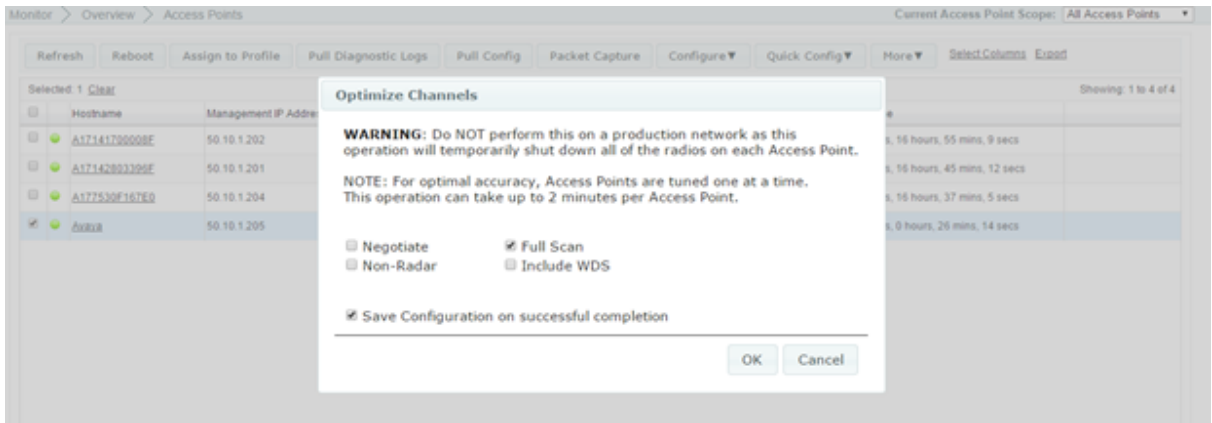 Monitor > Overview > Access Points Current Access Point Scope: All Access Points
Refresh Reboot Assign to Profile Pull Diagnostic Logs Pull Config Packet Capture Configure▼ Quick Config▼ More▼ Select Columns Export
Selected: 1 Clear Showing: 1 to 4 of 4
Hostname Management IP Addre e
A17141700008F 50.10.1.202 s, 16 hours, 55 mins, 9 secs
A17142803396F 50.10.1.201 s, 16 hours, 45 mins, 12 secs
A177530F167E0 50.10.1.204 s, 16 hours, 37 mins, 5 secs
Avaya 50.10.1.205 s, 0 hours, 26 mins, 14 secs
Optimize Channels
WARNING: Do NOT perform this on a production network as this
operation will temporarily shut down all of the radios on each Access Point.
NOTE: For optimal accuracy, Access Points are tuned one at a time.
This operation can take up to 2 minutes per Access Point.
Negotiate Full Scan
Non-Radar Include WDS
Save Configuration on successful completion
OK Cancel